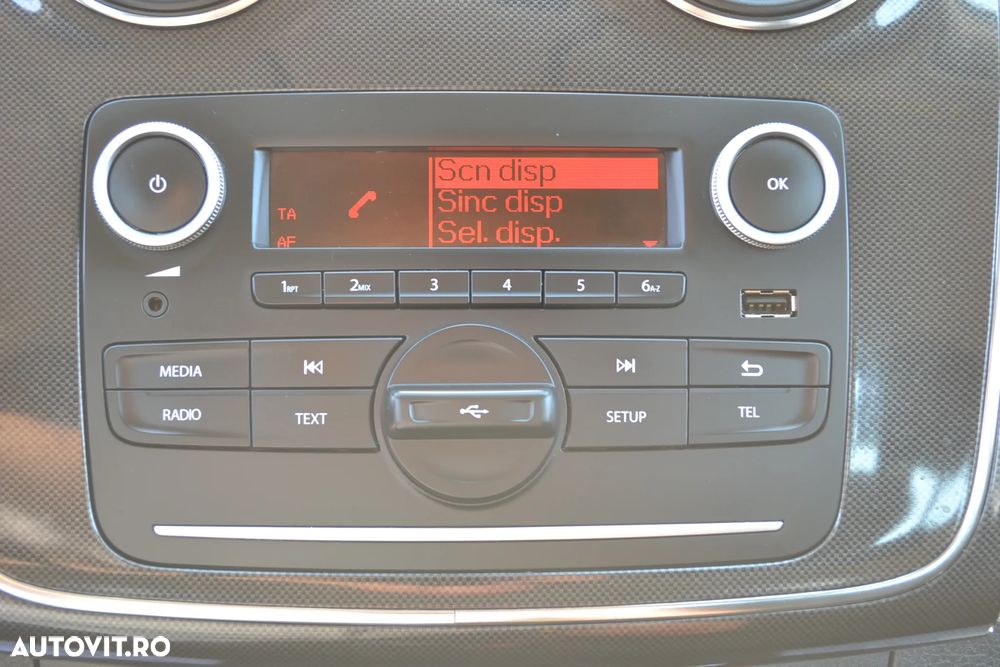 Scn disp
Sinc disp
Sel. disp.
TA
AF
OK
1RPT 2MIX 3 4 5 6A-Z
MEDIA
RADIO TEXT SETUP TEL
AUTOVIT.RO